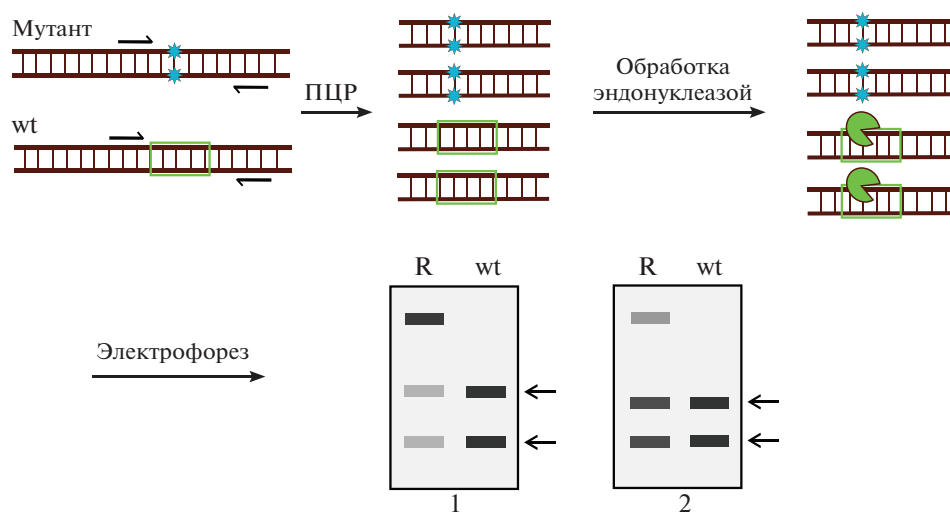 Мутант
ПЦР
Обработка
эндонуклеазой
wt
R wt
R wt
Электрофорез
1
2